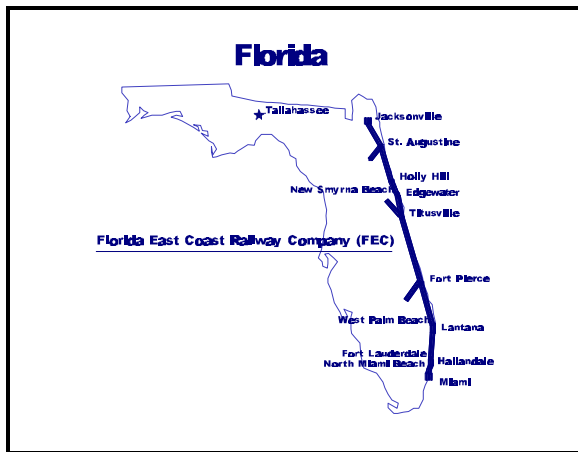 Florida
Tallahassee
Jacksonville
St. Augustine
Holly Hill
New Smyrna Beach
Edgewater
Titusville
Florida East Coast Railway Company (FEC)
Fort Pierce
West Palm Beach
Lantana
Fort Lauderdale
North Miami Beach
Hallandale
Miami